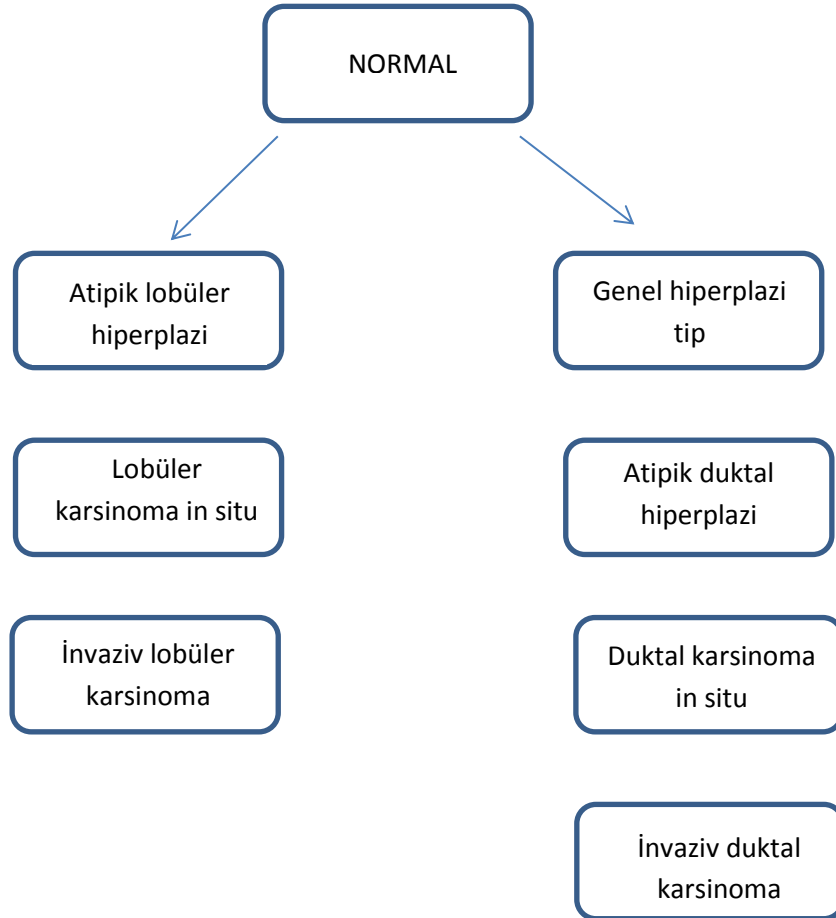 NORMAL
Atipik lobüler
hiperplazi
Genel hiperplazi
tip
Lobüler
karsinoma in situ
Atipik duktal
hiperplazi
İnvaziv lobüler
karsinoma
Duktal karsinoma
in situ
İnvaziv duktal
karsinoma